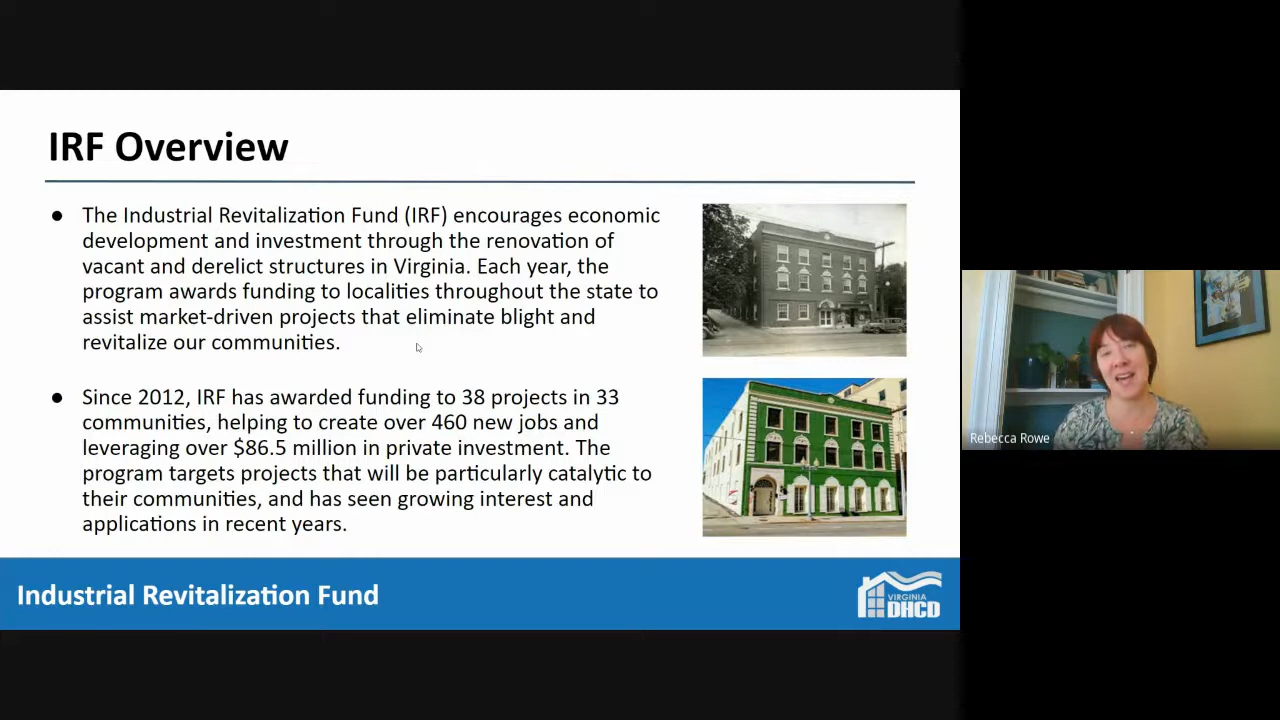 IRF Overview
● The Industrial Revitalization Fund (IRF) encourages economic
development and investment through the renovation of
vacant and derelict structures in Virginia. Each year, the
program awards funding to localities throughout the state to
assist market-driven projects that eliminate blight and
revitalize our communities.
● Since 2012, IRF has awarded funding to 38 projects in 33
communities, helping to create over 460 new jobs and
leveraging over $86.5 million in private investment. The
program targets projects that will be particularly catalytic to
their communities, and has seen growing interest and
applications in recent years.
Industrial Revitalization Fund
VIRGINIA
DHCD
Rebecca Rowe